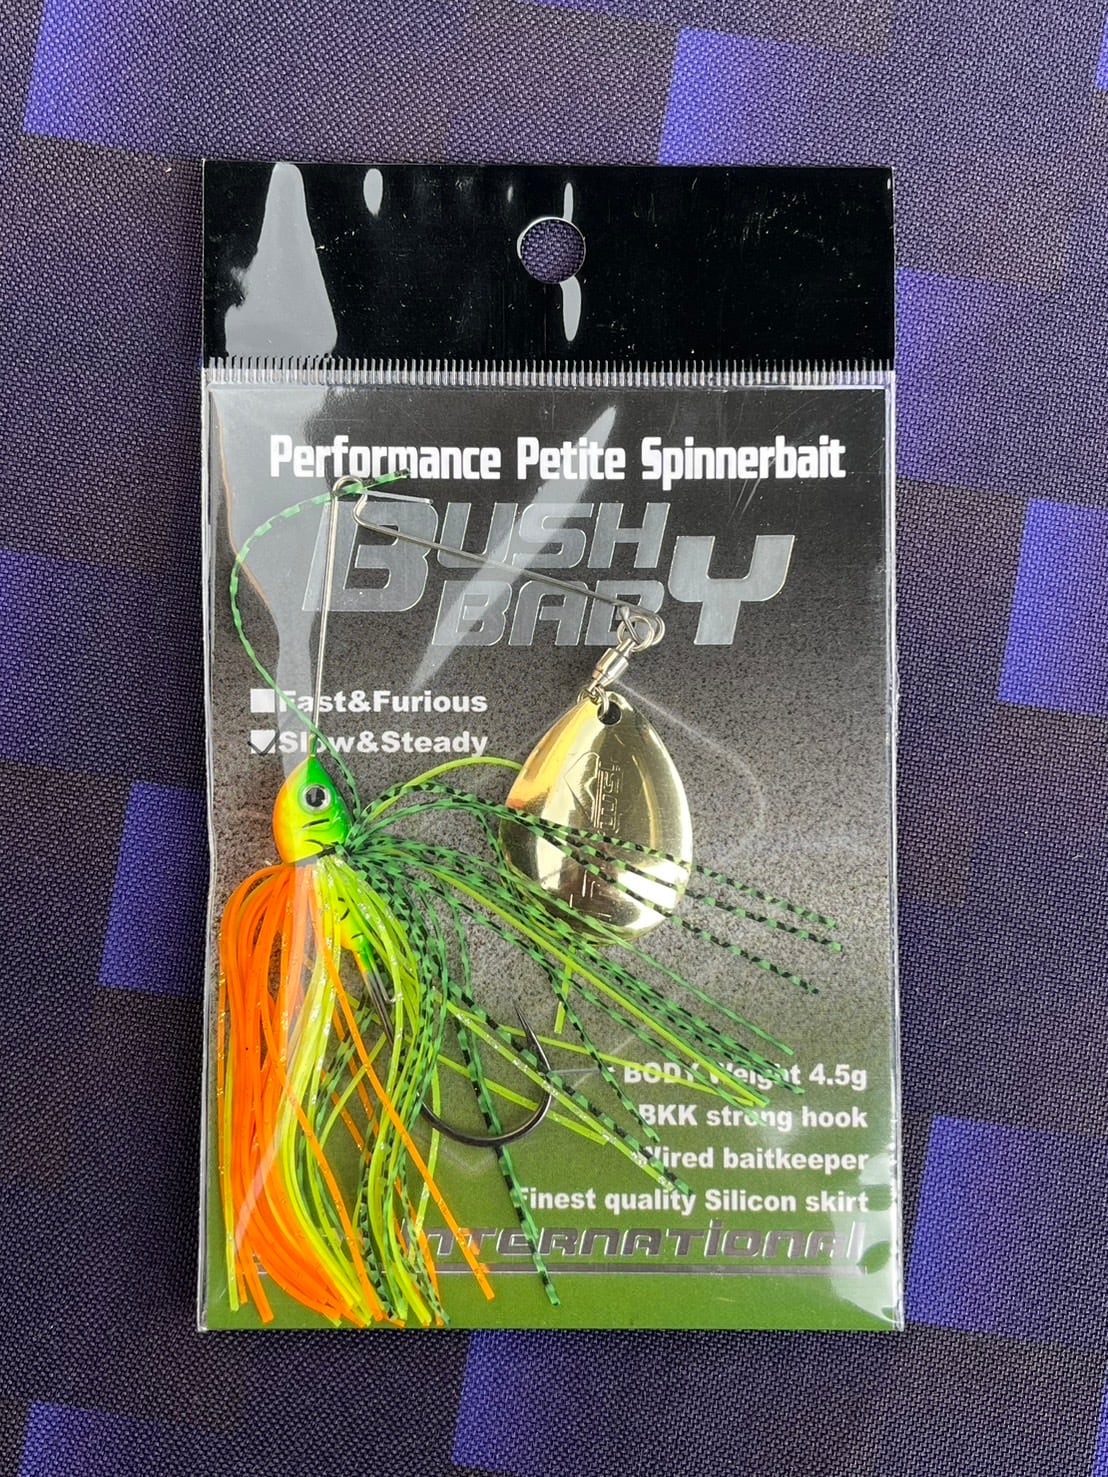 Performance Petite Spinnerbait
BUSH
BABY
Fast&Furious
Slow&Steady
BODY Weight 4.5g
BKK strong hook
Wired baitkeeper
Finest quality Silicon skirt
INTERNATIONAL